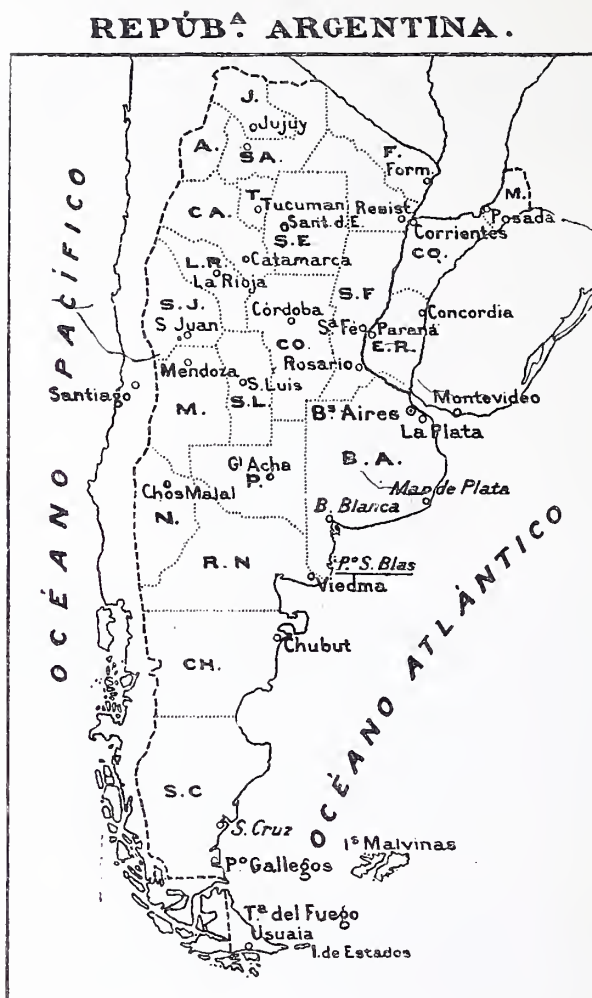 REPÚBᴬ. ARGENTINA.
J.
Jujuy
A.
SA.
F.
Form.
M.
T.
Tucuman
CA.
Sant. d. E.
Resist
Posada
S.E
Corrientes
CO.
Catamarca
L.R.
La Rioja
S.F
S.J.
Córdoba
Concordia
S Juan
Sª Fé
Paraná
CO.
E.R.
Mendoza
Rosario
S. Luis
Santiago
Montevideo
M.
S.L.
Bˢ Aires
La Plata
B.A.
Gˡ Acha
P.
Chos Malal
Mar de Plata
N.
B. Blanca
R.N
Pº S. Blas
Viedma
Chubut
CH.
S.C
S. Cruz
Iˢ Malvinas
Pº Gallegos
Tª del Fuego
Usuaia
I. de Estados
OCÉANO PACÍFICO
OCÉANO ATLÁNTICO